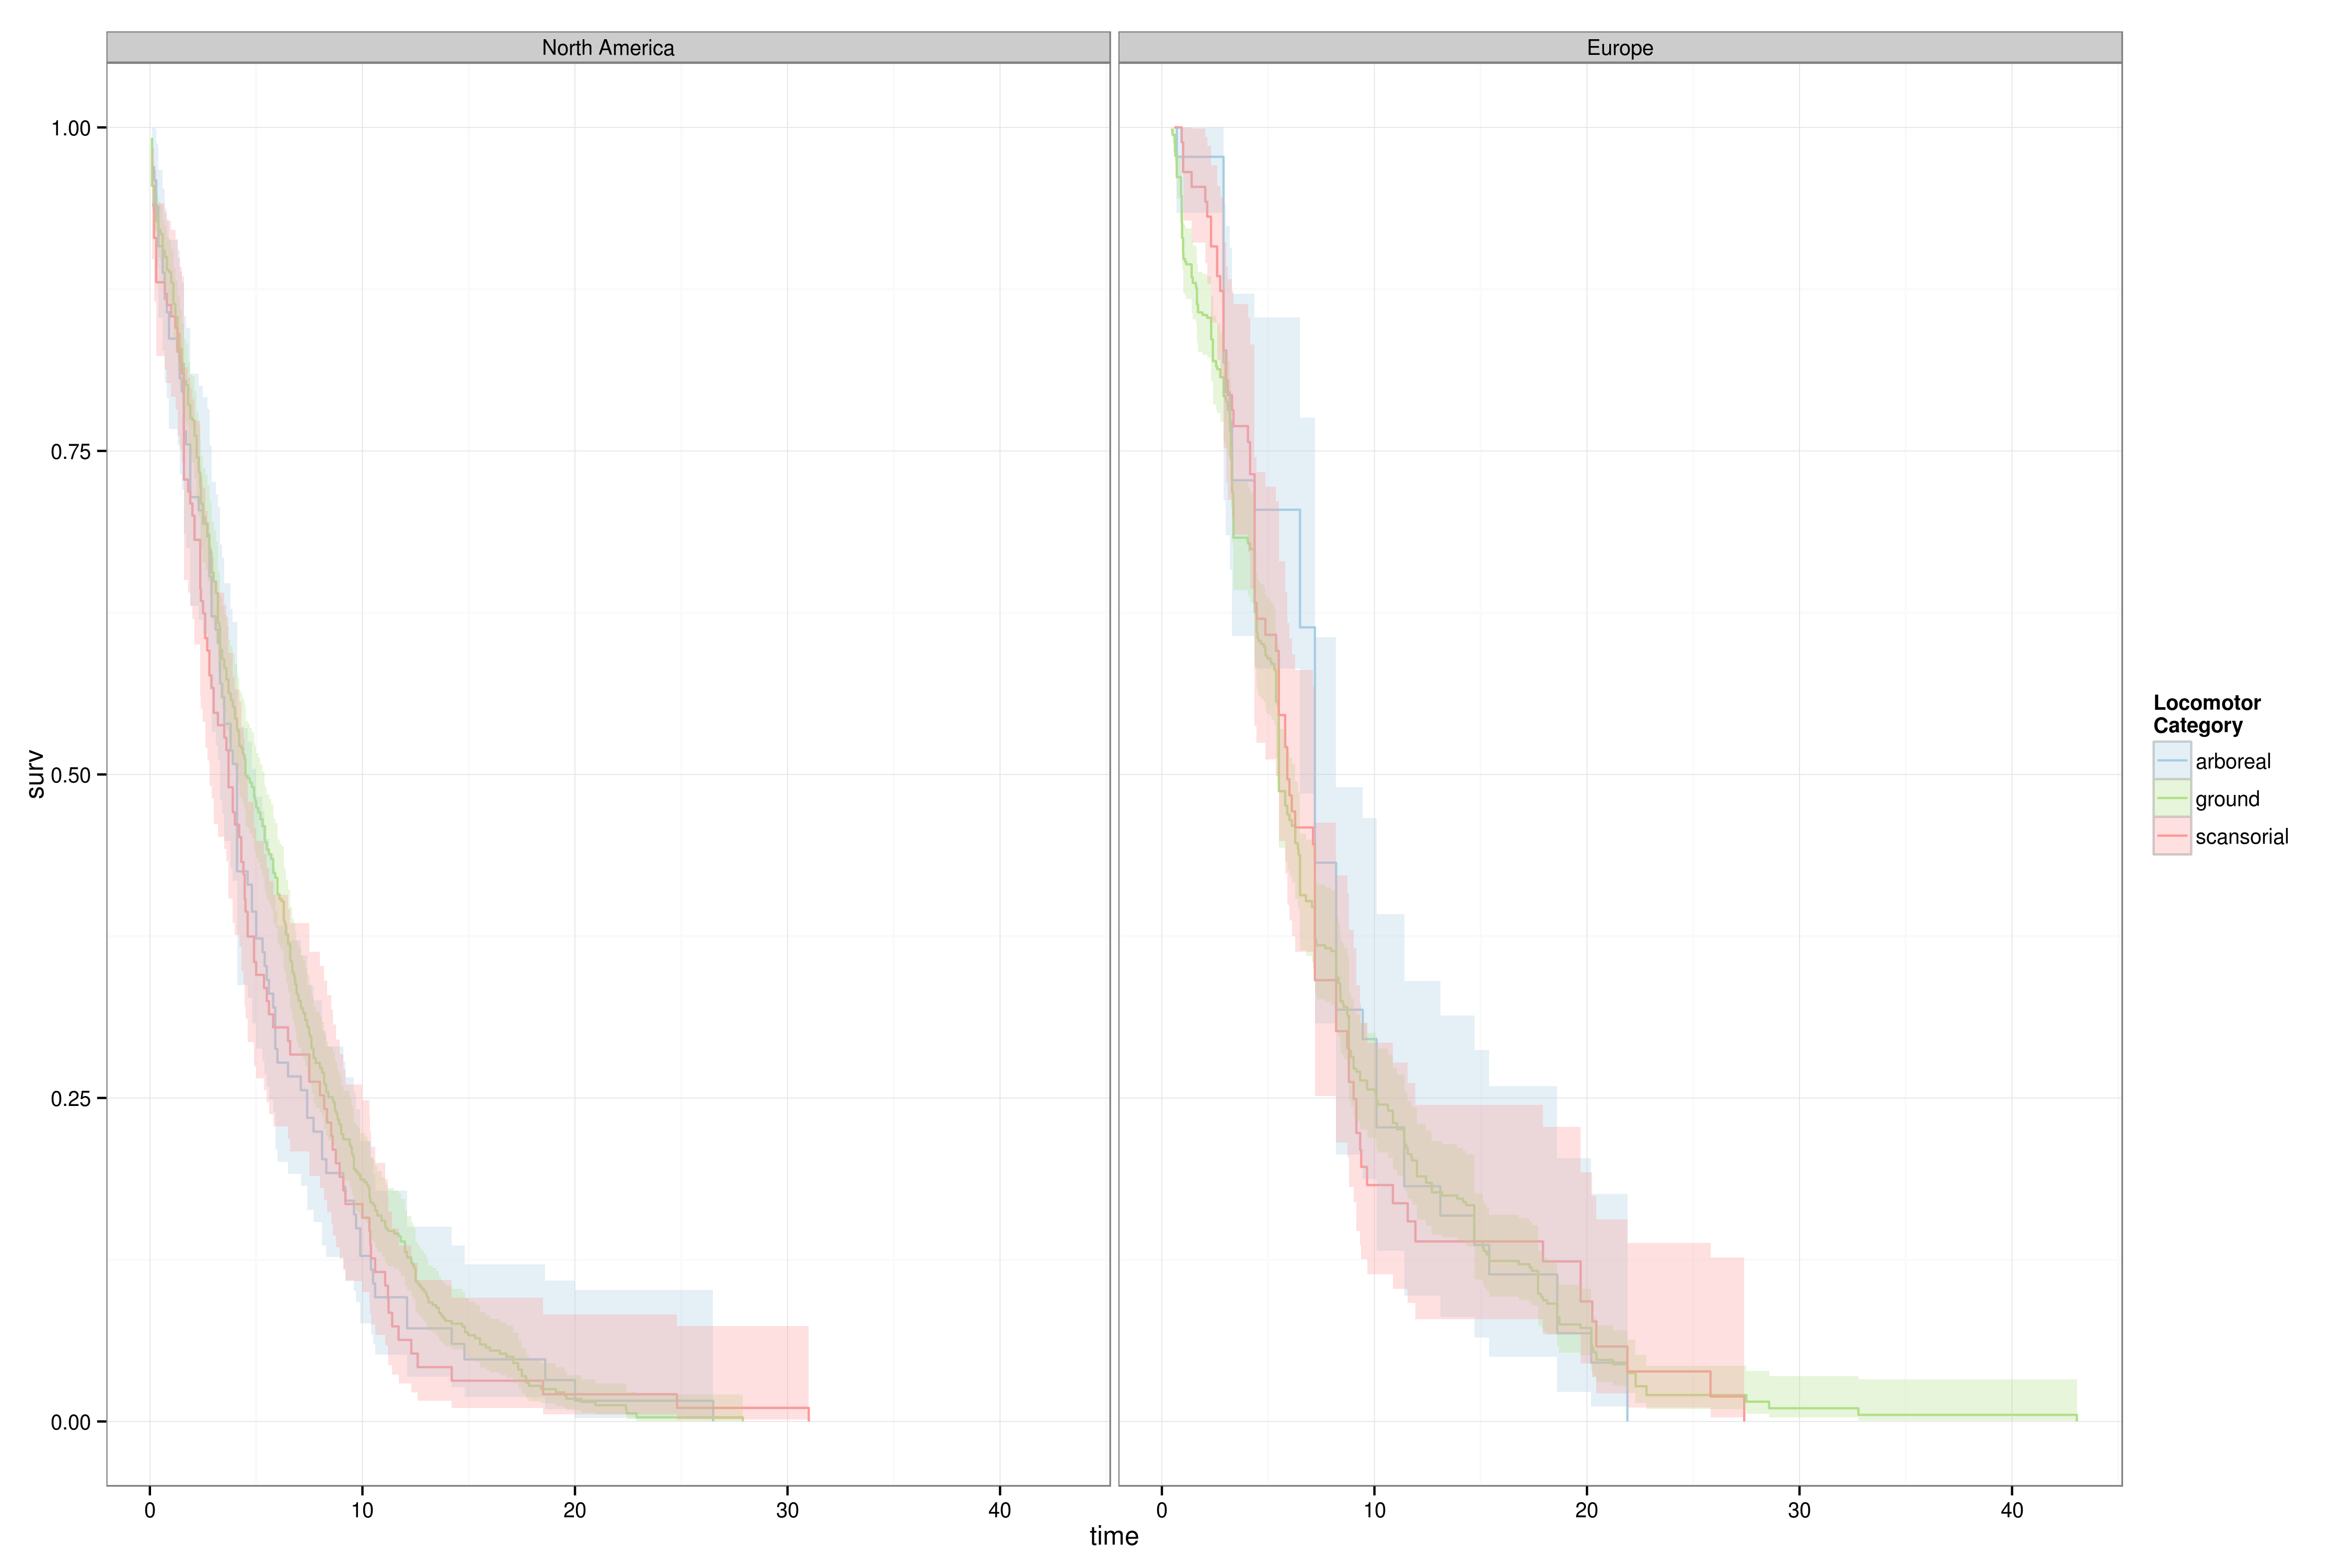 North America
Europe
1.00
0.75
0.50
0.25
0.00
surv
0 10 20 30 40
0 10 20 30 40
time
Locomotor
Category
arboreal
ground
scansorial